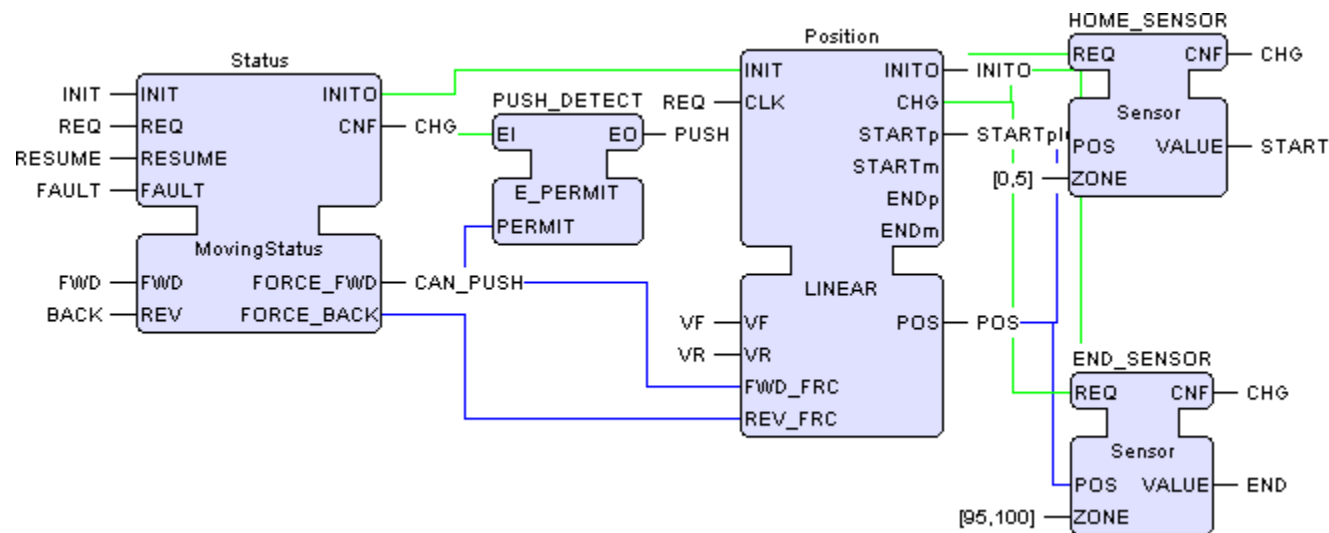 HOME_SENSOR
REQ CNF CHG
Sensor
POS VALUE START
[0,5] ZONE
Status
INIT INIT INITO
REQ REQ CNF CHG
RESUME RESUME
FAULT FAULT
MovingStatus
FWD FWD FORCE_FWD CAN_PUSH
BACK REV FORCE_BACK
PUSH_DETECT
EI EO PUSH
E_PERMIT
PERMIT
Position
INIT INITO INITO
REQ CLK CHG
STARTp
STARTm
ENDp
ENDm
LINEAR
VF VF POS POS
VR VR
FWD_FRC
REV_FRC
END_SENSOR
REQ CNF CHG
Sensor
POS VALUE END
[95,100] ZONE